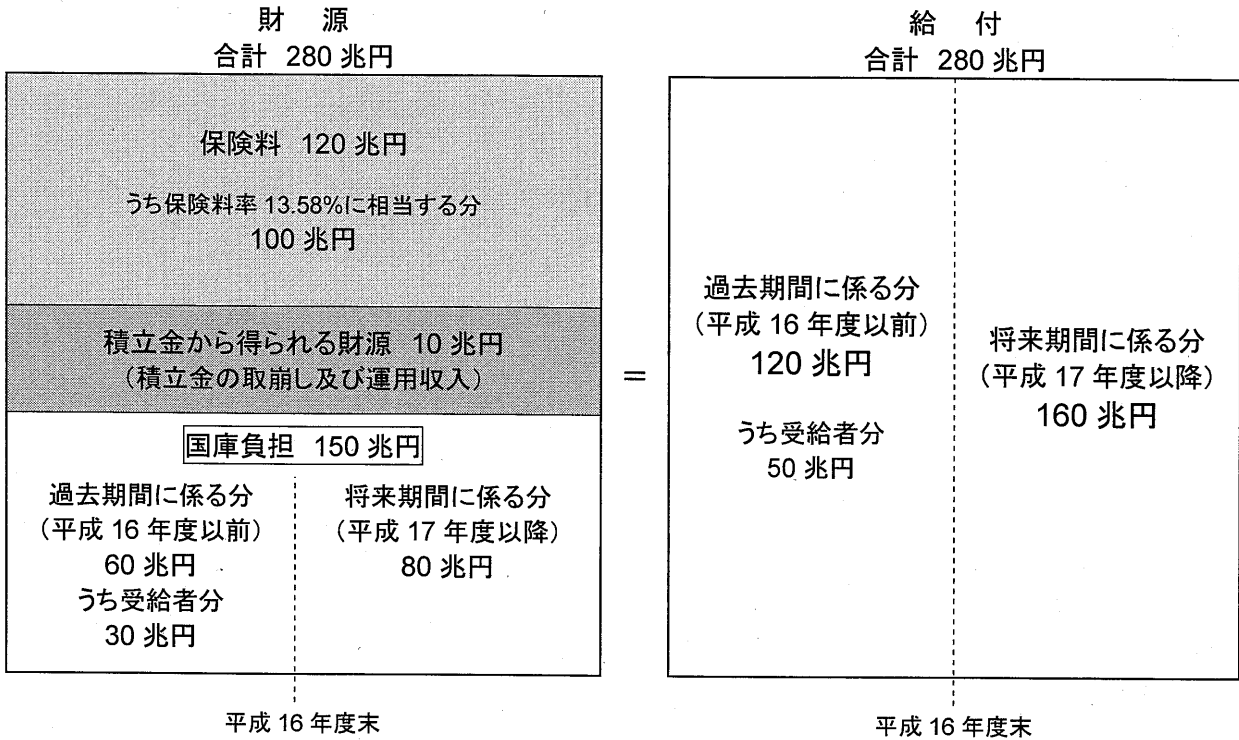 財 源
合計 280 兆円
保険料 120 兆円
うち保険料率 13.58%に相当する分
100 兆円
積立金から得られる財源 10 兆円
（積立金の取崩し及び運用収入）
国庫負担 150 兆円
過去期間に係る分
（平成 16 年度以前）
60 兆円
うち受給者分
30 兆円
将来期間に係る分
（平成 17 年度以降）
80 兆円
平成 16 年度末
＝
給 付
合計 280 兆円
過去期間に係る分
（平成 16 年度以前）
120 兆円
うち受給者分
50 兆円
将来期間に係る分
（平成 17 年度以降）
160 兆円
平成 16 年度末